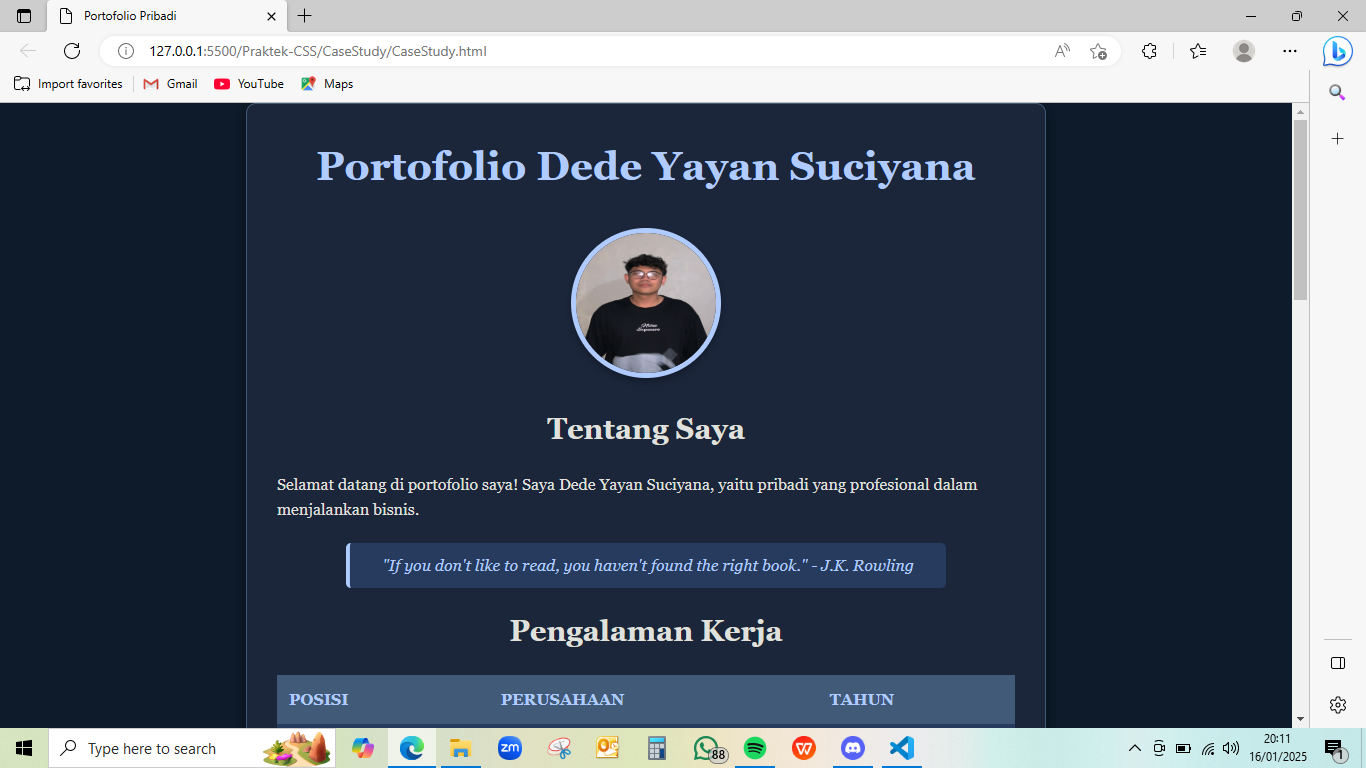 Portofolio Pribadi
127.0.0.1:5500/Praktek-CSS/CaseStudy/CaseStudy.html
Import favorites
Gmail
YouTube
Maps
Portofolio Dede Yayan Suciyana
Tentang Saya
Selamat datang di portofolio saya! Saya Dede Yayan Suciyana, yaitu pribadi yang profesional dalam
menjalankan bisnis.
"If you don't like to read, you haven't found the right book." - J.K. Rowling
Pengalaman Kerja
POSISI PERUSAHAAN TAHUN
Type here to search
zm
88
20:11
16/01/2025
1